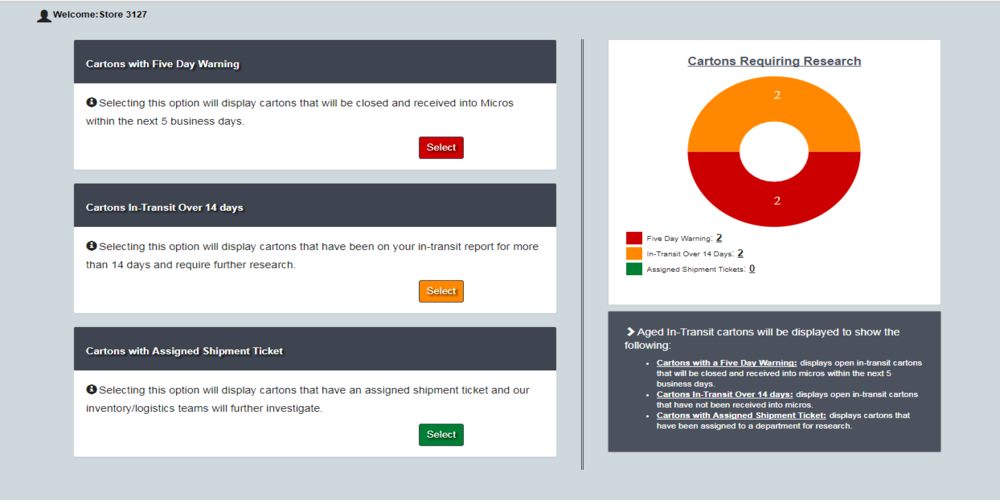 Welcome:Store 3127
Cartons with Five Day Warning
Selecting this option will display cartons that will be closed and received into Micros
within the next 5 business days.
Select
Cartons In-Transit Over 14 days
Selecting this option will display cartons that have been on your in-transit report for more
than 14 days and require further research.
Select
Cartons with Assigned Shipment Ticket
Selecting this option will display cartons that have an assigned shipment ticket and our
inventory/logistics teams will further investigate.
Select
Cartons Requiring Research
2
2
Five Day Warning: 2
In-Transit Over 14 Days: 2
Assigned Shipment Tickets: 0
Aged In-Transit cartons will be displayed to show the
following:
Cartons with a Five Day Warning: displays open in-transit cartons
that will be closed and received into micros within the next 5
business days.
Cartons In-Transit Over 14 days: displays open in-transit cartons
that have not been received into micros.
Cartons with Assigned Shipment Ticket: displays cartons that
have been assigned to a department for research.